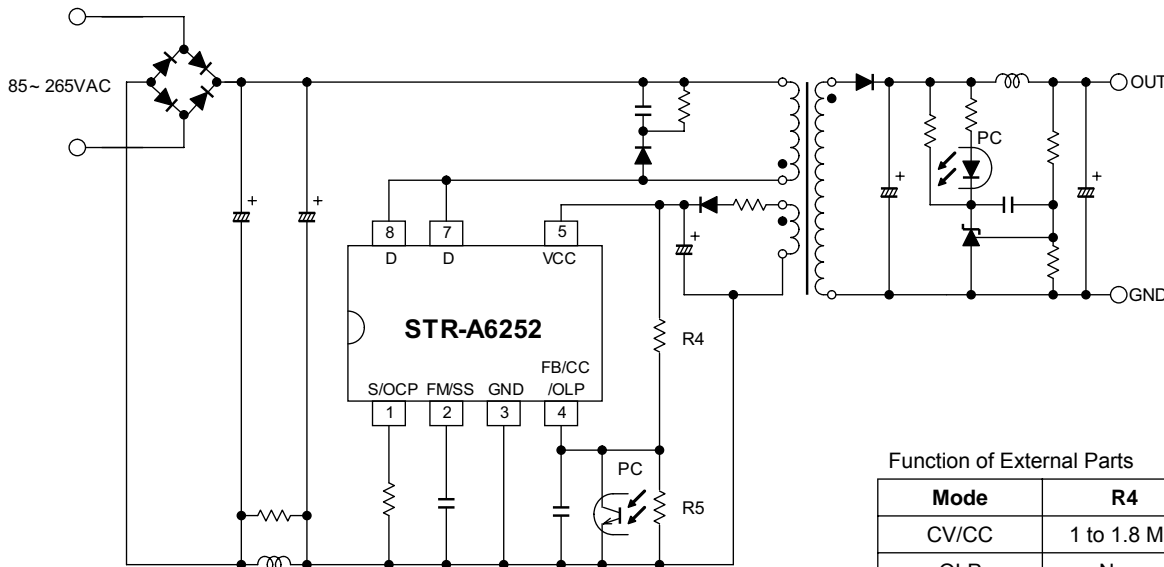 85~ 265VAC
OUT
PC
8
7
5
D
D
VCC
STR-A6252
R4
FB/CC
S/OCP FM/SS GND /OLP
1
2
3
4
PC
R5
GND
+
+
+
+
+
Function of External Parts
Mode R4
CV/CC 1 to 1.8 M
OLP